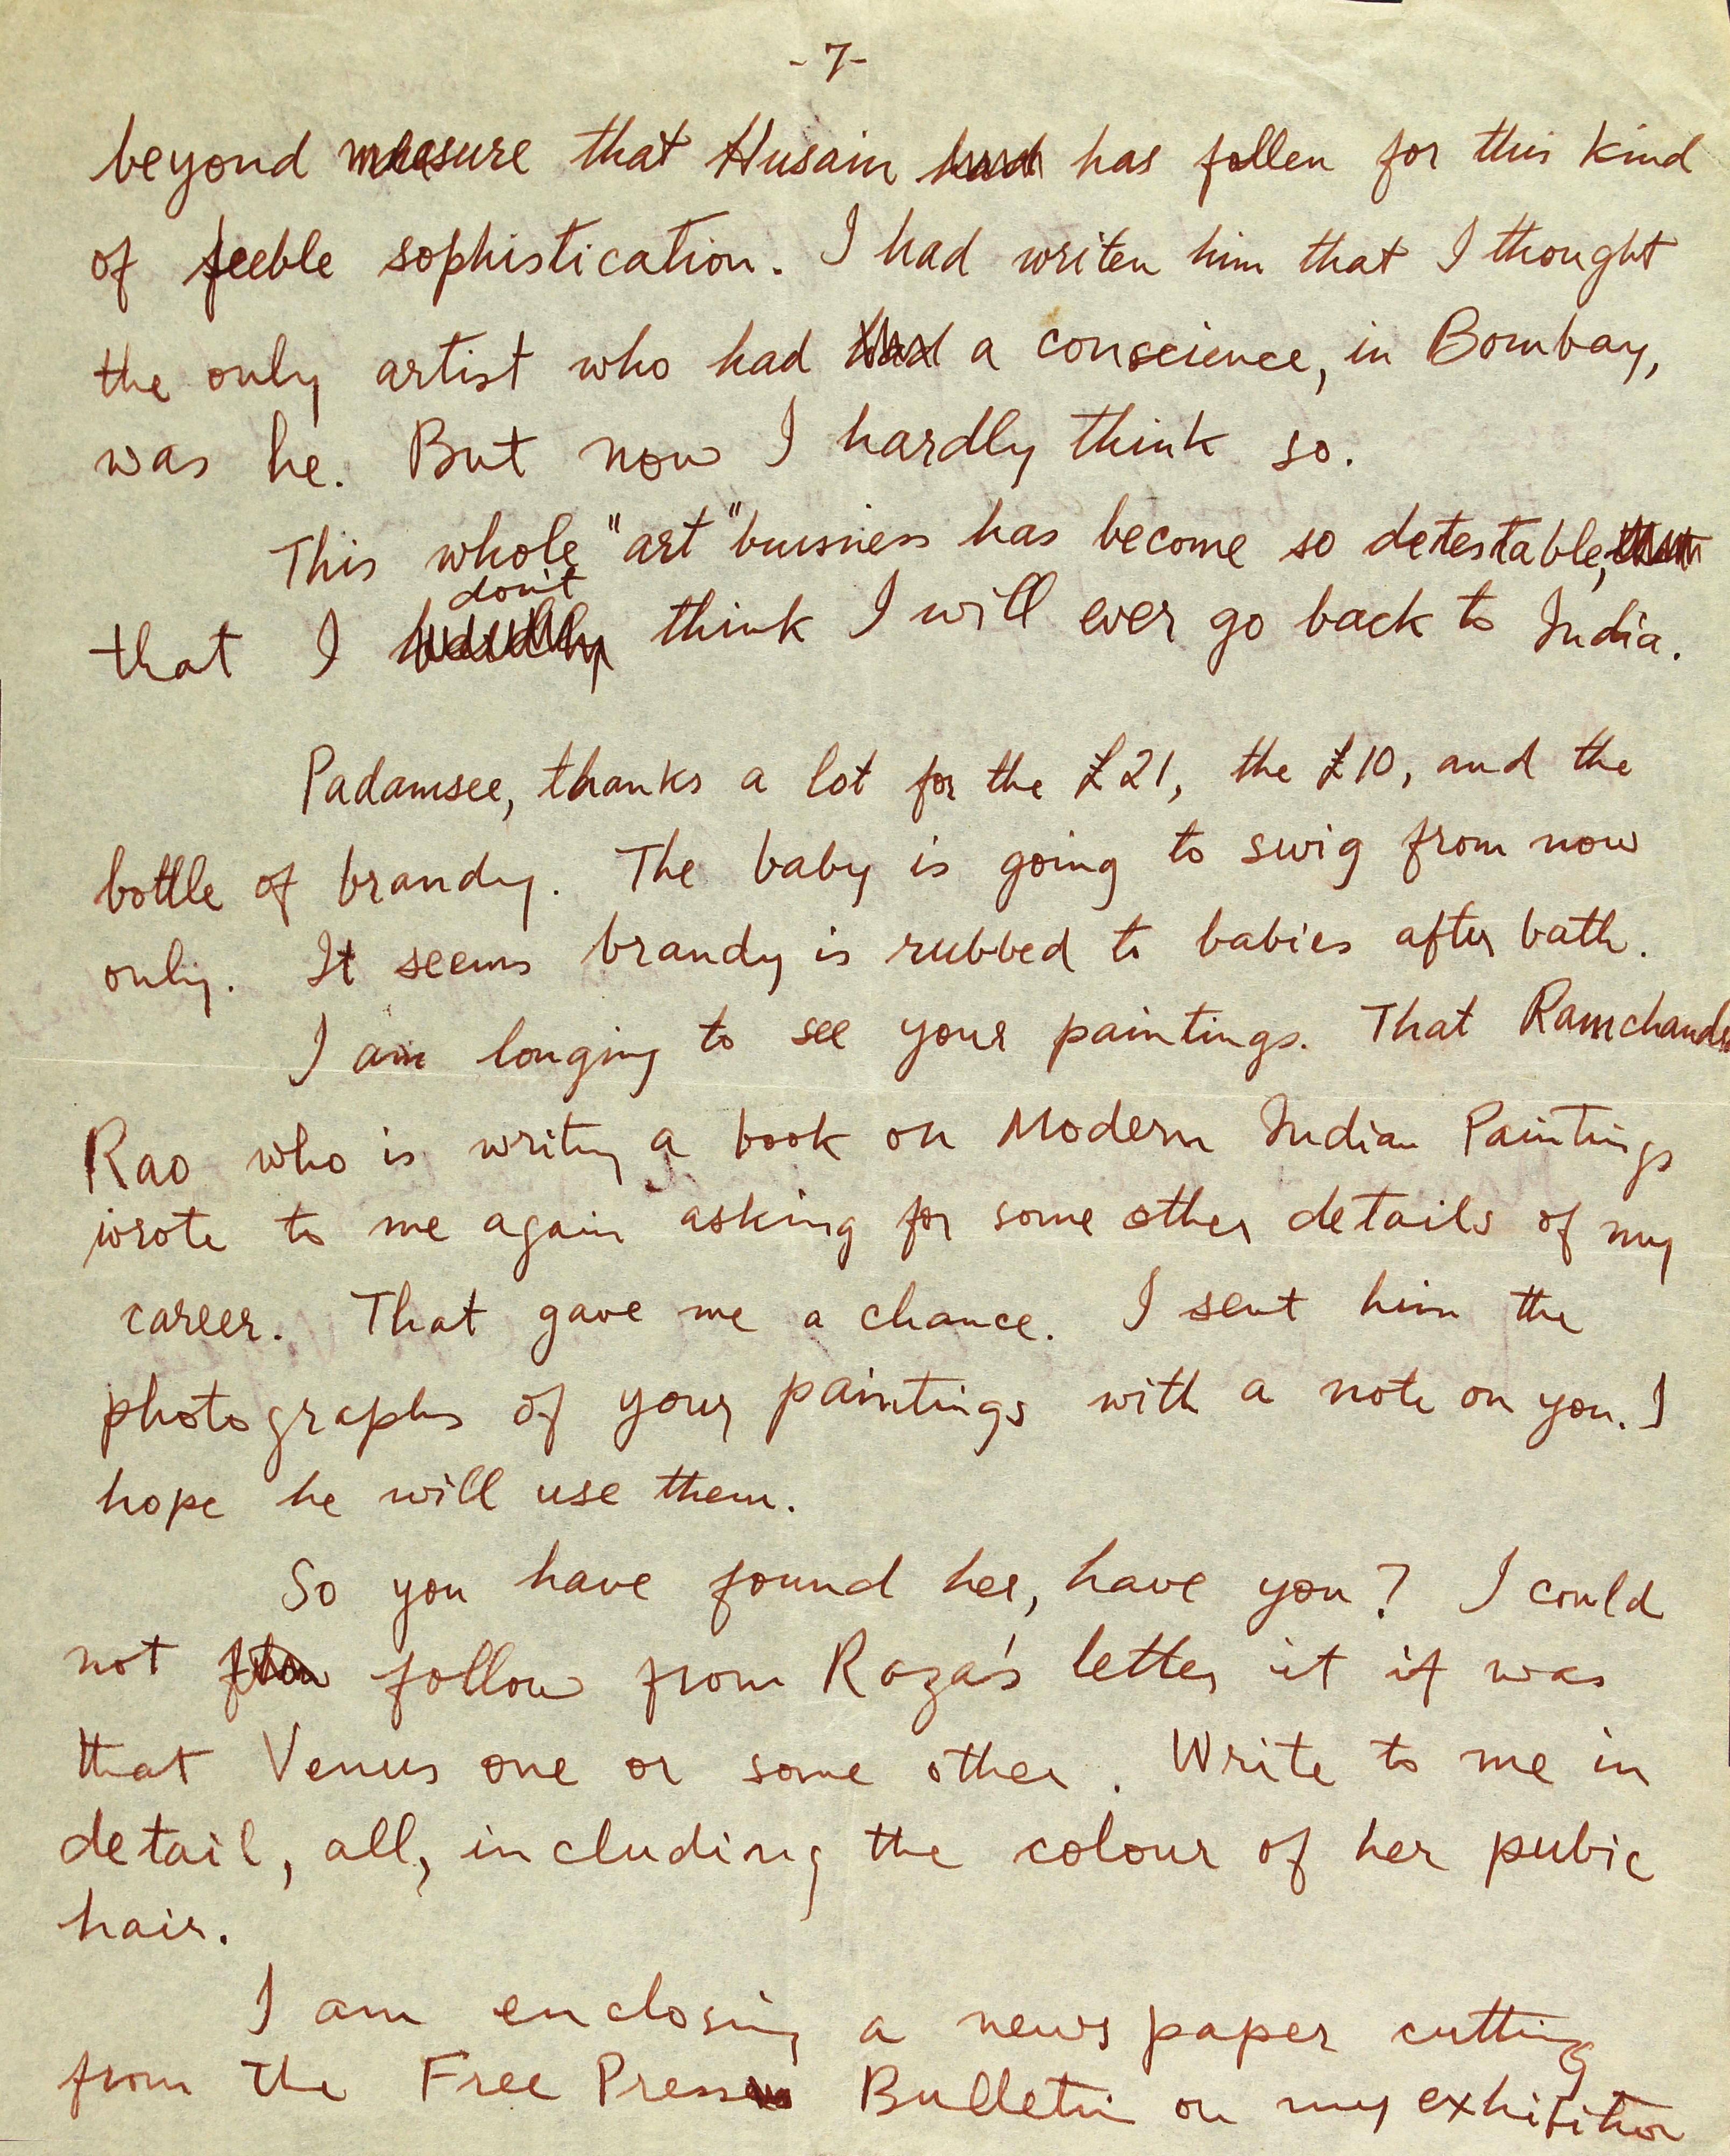 -7-
beyond measure that Husain had has fallen for this kind
of feeble sophistication. I had writen him that I thought
the only artist who had had a conscience, in Bombay,
was he. But now I hardly think so.
This whole "art" buisness has become so detestable, that
don't
that I hardly think I will ever go back to India.
Padamsee, thanks a lot for the £21, the £10, and the
bottle of brandy. The baby is going to swig from now
only. It seems brandy is rubbed to babies after bath.
I am longing to see your paintings. That Ramchandra
Rao who is writing a book on Modern Indian Paintings
wrote to me again asking for some other details of my
career. That gave me a chance. I sent him the
photographs of your paintings with a note on you. I
hope he will use them.
So you have found her, have you? I could
not follow from Raza's letter it if was
that Venus one or some other. Write to me in
detail, all, including the colour of her pubic
hair.
I am enclosing a news paper cutting
from the Free Press Bulletin on my exhibition